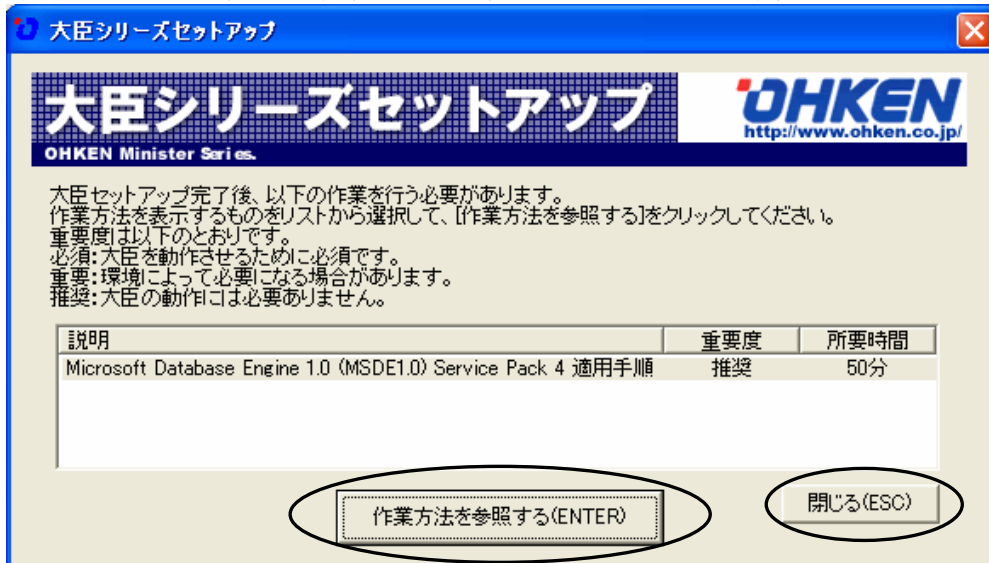 大臣シリーズセットアップ
大臣シリーズセットアップ
OHKEN
http://www.ohken.co.jp/
OHKEN Minister Series.
大臣セットアップ完了後、以下の作業を行う必要があります。
作業方法を表示するものをリストから選択して、[作業方法を参照する]をクリックしてください。
重要度は以下のとおりです。
必須:大臣を動作させるために必須です。
重要:環境によって必要になる場合があります。
推奨:大臣の動作には必要ありません。
説明 重要度 所要時間
Microsoft Database Engine 1.0 (MSDE1.0) Service Pack 4 適用手順 推奨 50分
作業方法を参照する(ENTER) 閉じる(ESC)